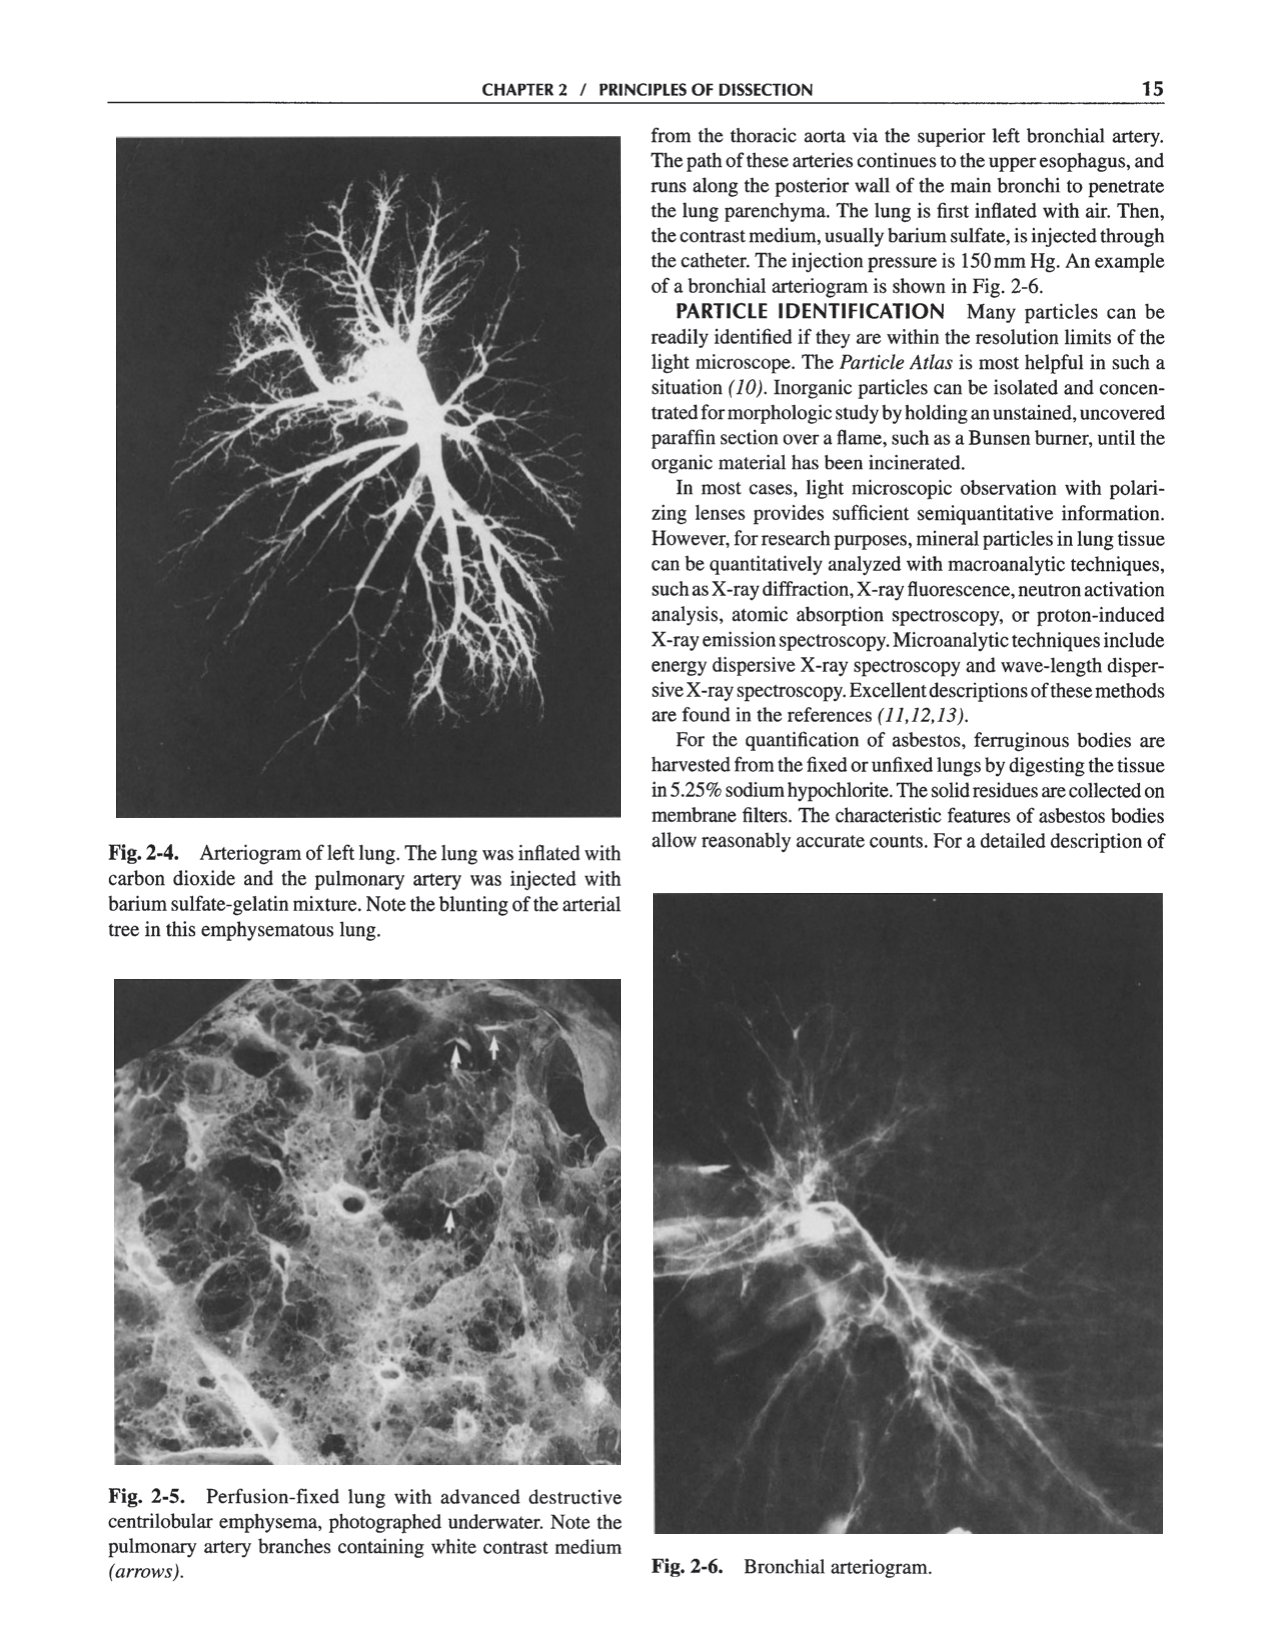 CHAPTER 2 / PRINCIPLES OF DISSECTION 15
Fig. 2-4. Arteriogram of left lung. The lung was inflated with
carbon dioxide and the pulmonary artery was injected with
barium sulfate-gelatin mixture. Note the blunting of the arterial
tree in this emphysematous lung.
Fig. 2-5. Perfusion-fixed lung with advanced destructive
centrilobular emphysema, photographed underwater. Note the
pulmonary artery branches containing white contrast medium
(arrows).
from the thoracic aorta via the superior left bronchial artery.
The path of these arteries continues to the upper esophagus, and
runs along the posterior wall of the main bronchi to penetrate
the lung parenchyma. The lung is first inflated with air. Then,
the contrast medium, usually barium sulfate, is injected through
the catheter. The injection pressure is 150 mm Hg. An example
of a bronchial arteriogram is shown in Fig. 2-6.
PARTICLE IDENTIFICATION Many particles can be
readily identified if they are within the resolution limits of the
light microscope. The Particle Atlas is most helpful in such a
situation (10). Inorganic particles can be isolated and concen-
trated for morphologic study by holding an unstained, uncovered
paraffin section over a flame, such as a Bunsen burner, until the
organic material has been incinerated.
In most cases, light microscopic observation with polari-
zing lenses provides sufficient semiquantitative information.
However, for research purposes, mineral particles in lung tissue
can be quantitatively analyzed with macroanalytic techniques,
such as X-ray diffraction, X-ray fluorescence, neutron activation
analysis, atomic absorption spectroscopy, or proton-induced
X-ray emission spectroscopy. Microanalytic techniques include
energy dispersive X-ray spectroscopy and wave-length disper-
sive X-ray spectroscopy. Excellent descriptions of these methods
are found in the references (11,12,13).
For the quantification of asbestos, ferruginous bodies are
harvested from the fixed or unfixed lungs by digesting the tissue
in 5.25% sodium hypochlorite. The solid residues are collected on
membrane filters. The characteristic features of asbestos bodies
allow reasonably accurate counts. For a detailed description of
Fig. 2-6. Bronchial arteriogram.